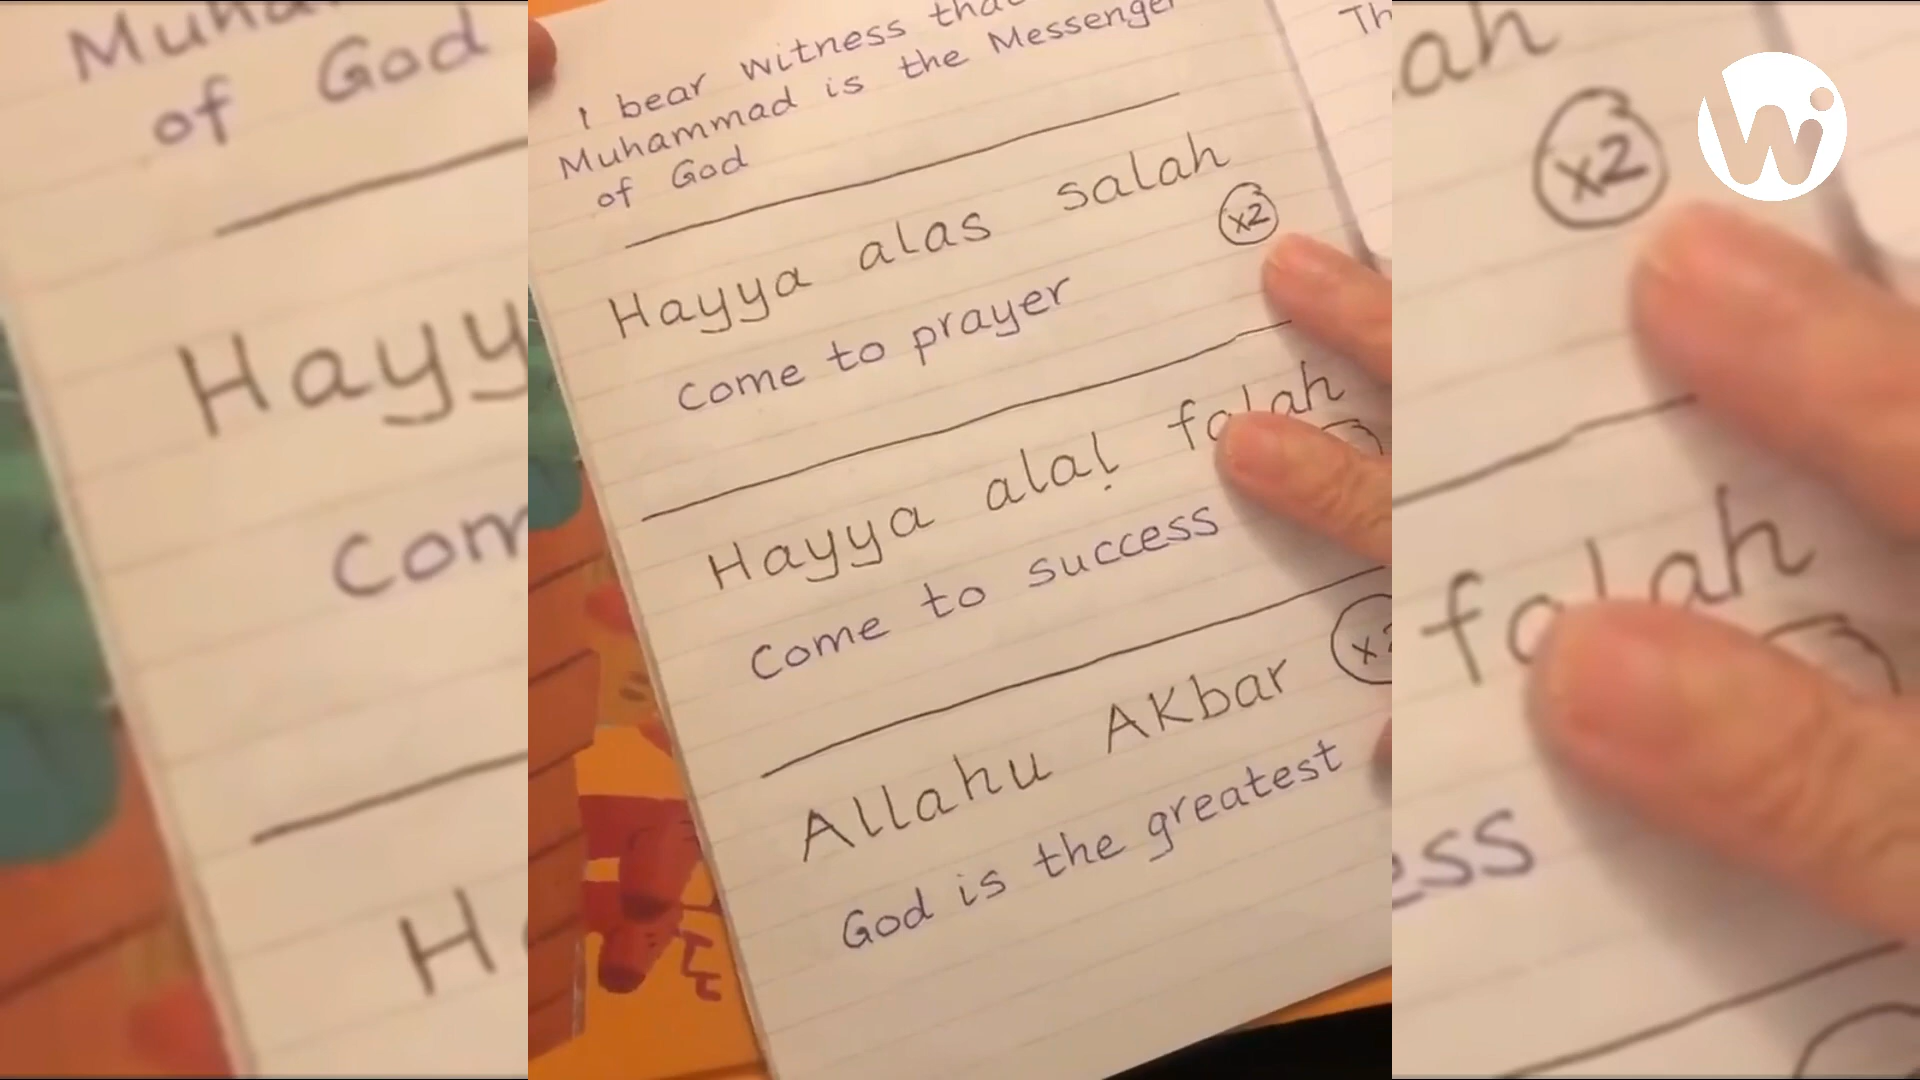 I bear witness that
Muhammad is the Messenger
of God
Hayya alas salah
x2
come to prayer
Hayya alal falah
come to success
Allahu AKbar
God is the greatest